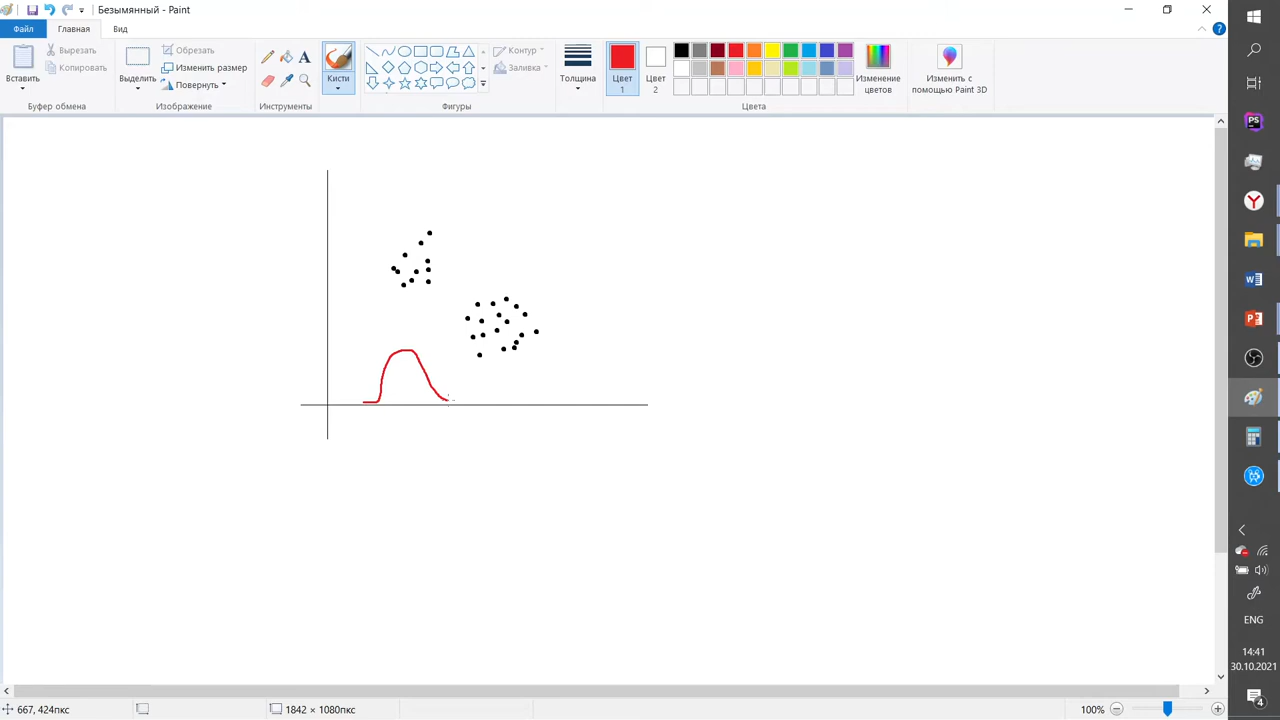 Безымянный - Paint
Файл
Главная
Вид
Вставить
Вырезать
Копировать
Буфер обмена
Выделить
Обрезать
Изменить размер
Повернуть
Изображение
A
Инструменты
Кисти
Контур
Заливка
Фигуры
Толщина
Цвет
1
Цвет
2
Изменение
цветов
Цвета
Изменить с
помощью Paint 3D
PS
Y
W
P
ENG
14:41
30.10.2021
4
667, 424пкс
1842 × 1080пкс
100%